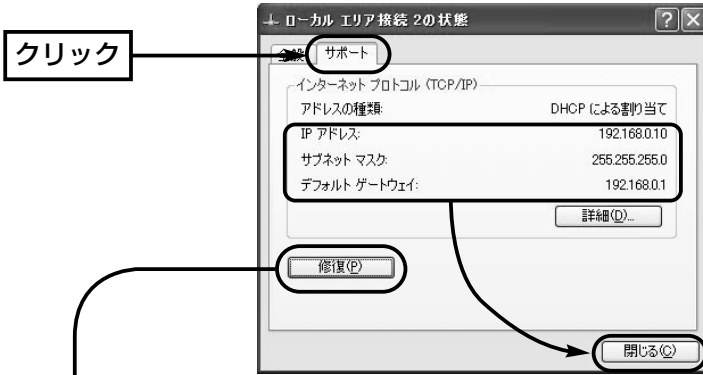 ローカル エリア接続 2の状態
クリック
全般
サポート
インターネット プロトコル (TCP/IP)
アドレスの種類: DHCP による割り当て
IP アドレス: 192.168.0.10
サブネット マスク: 255.255.255.0
デフォルト ゲートウェイ: 192.168.0.1
詳細(D)...
修復(P)
閉じる(C)